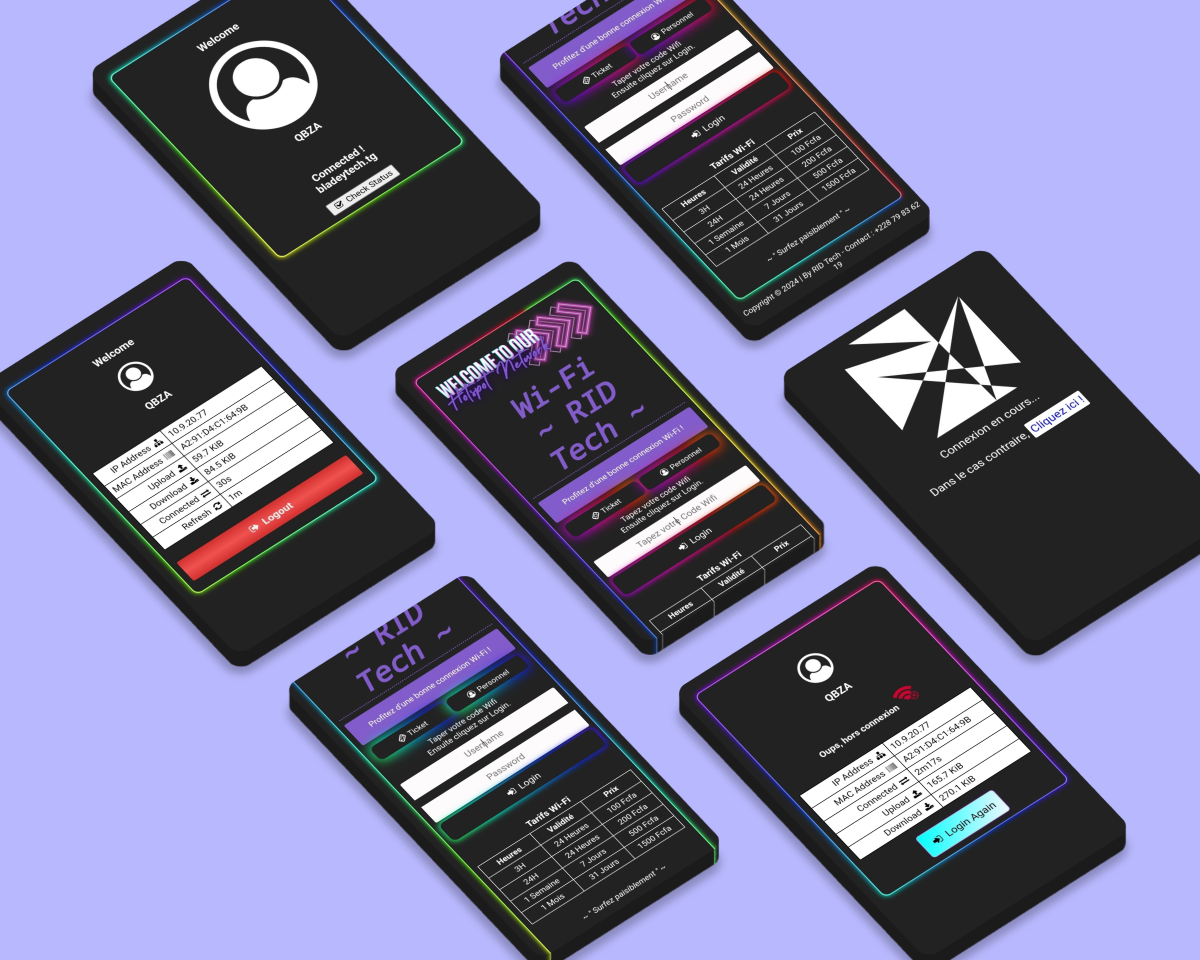 Welcome
QBZA
Connected !
bladeytech.tg
Check Status
Tech
Profitez d'une bonne connexion Wi-Fi !
Ticket
Personnel
Taper votre code Wifi
Ensuite cliquez sur Login.
Username
Password
Login
Tarifs Wi-Fi
Heures Validité Prix
3H 24 Heures 100 Fcfa
24H 24 Heures 200 Fcfa
1 Semaine 7 Jours 500 Fcfa
1 Mois 31 Jours 1500 Fcfa
~ " Surfez paisiblement " ~
Copyright © 2024 | By RID Tech - Contact : +228 79 83 62
19
Welcome
QBZA
IP Address 10.9.20.77
MAC Address A2:91:D4:C1:64:9B
Upload 59.7 KiB
Download 84.5 KiB
Connected 30s
Refresh 1m
Logout
WELCOME TO OUR
Hotspot Network
Wi-Fi
~ RID
Tech ~
Profitez d'une bonne connexion Wi-Fi !
Ticket
Personnel
Tapez votre code Wifi
Ensuite cliquez sur Login.
Tapez votre Code Wifi
Login
Tarifs Wi-Fi
Heures Validité Prix
Connexion en cours...
Dans le cas contraire, Cliquez ici !
~ RID
Tech ~
Profitez d'une bonne connexion Wi-Fi !
Ticket
Personnel
Taper votre code Wifi
Ensuite cliquez sur Login.
Username
Password
Login
Tarifs Wi-Fi
Heures Validité Prix
3H 24 Heures 100 Fcfa
24H 24 Heures 200 Fcfa
1 Semaine 7 Jours 500 Fcfa
1 Mois 31 Jours 1500 Fcfa
~ " Surfez paisiblement " ~
QBZA
Oups, hors connexion
IP Address 10.9.20.77
MAC Address A2:91:D4:C1:64:9B
Connected 2m17s
Upload 165.7 KiB
Download 270.1 KiB
Login Again